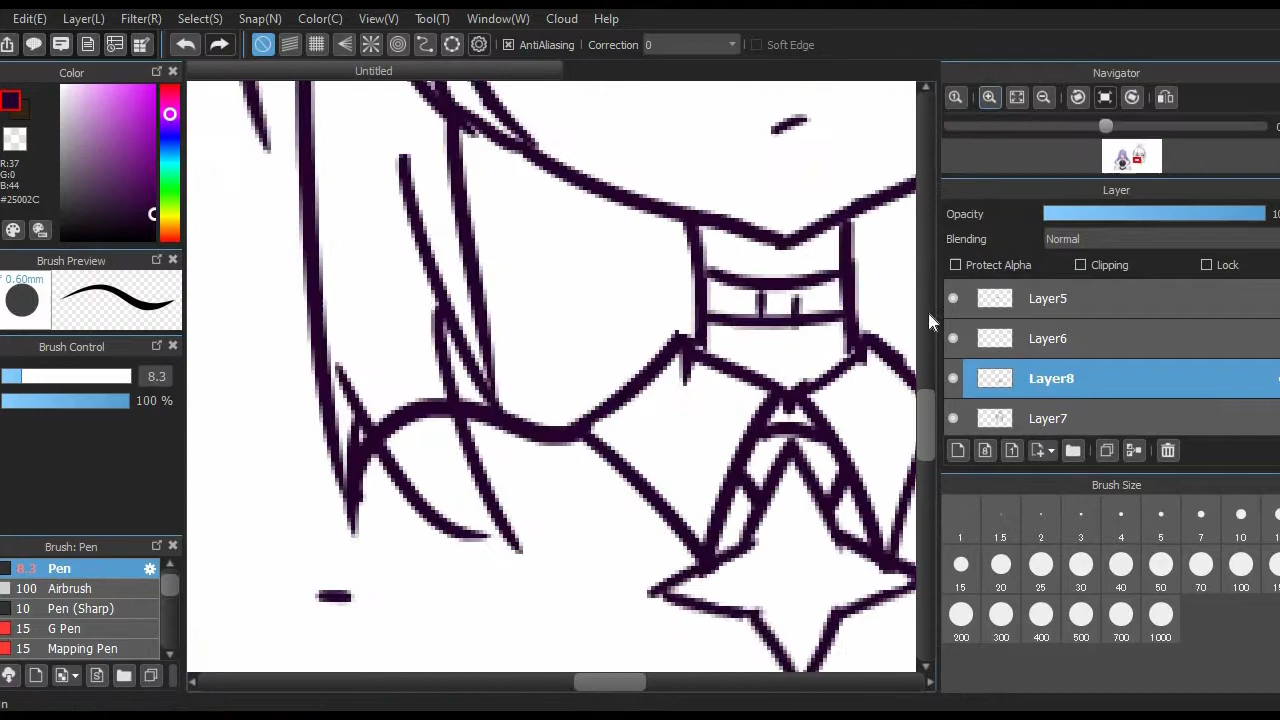 Edit(E) Layer(L) Filter(R) Select(S) Snap(N) Color(C) View(V) Tool(T) Window(W) Cloud Help
AntiAliasing Correction 0 Soft Edge
Color
R:37
G:0
B:44
#25002C
Brush Preview
0.60mm
Brush Control
8.3
100 %
Brush: Pen
8.3 Pen
100 Airbrush
10 Pen (Sharp)
15 G Pen
15 Mapping Pen
Untitled
Navigator
Layer
Opacity 10
Blending Normal
Protect Alpha Clipping Lock
Layer5
Layer6
Layer8
Layer7
Brush Size
1 1.5 2 3 4 5 7 10
15 20 25 30 40 50 70 100
200 300 400 500 700 1000